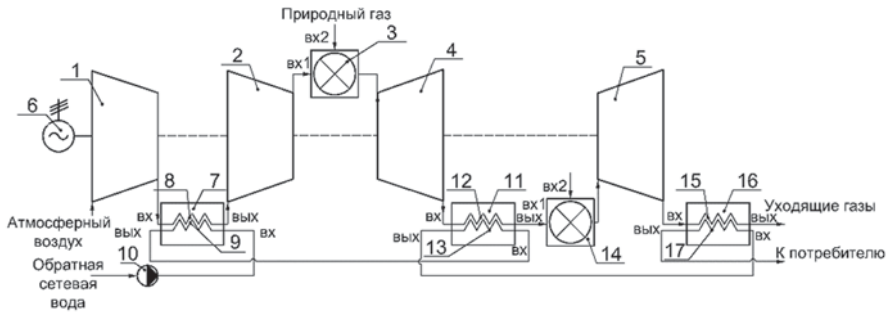 Природный газ
вх2
3
4
5
2
1
вх1
6
8
7
12
11
вх2
15
16
вх
вых
вх
вых
вх1
вх
вых
Уходящие газы
Атмосферный
воздух
вых
9
вх
вых
13
вх
14
вых
17
вх
К потребителю
Обратная
сетевая
вода
10